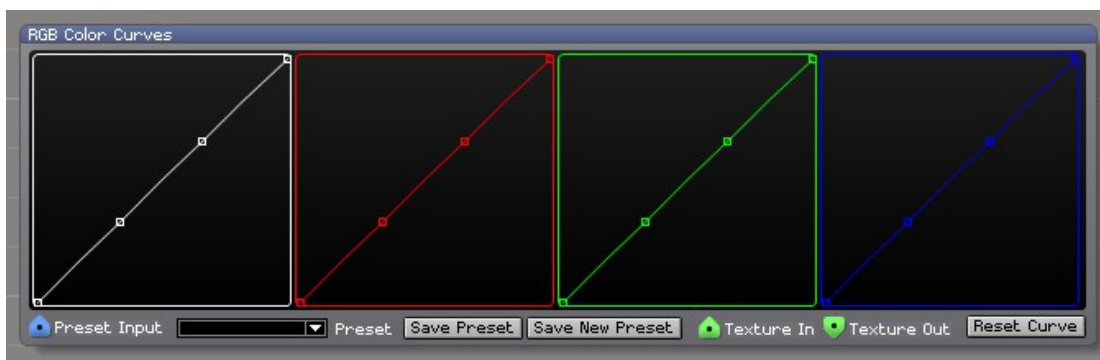 RGB Color Curves
Preset Input Preset Save Preset Save New Preset Texture In Texture Out Reset Curve